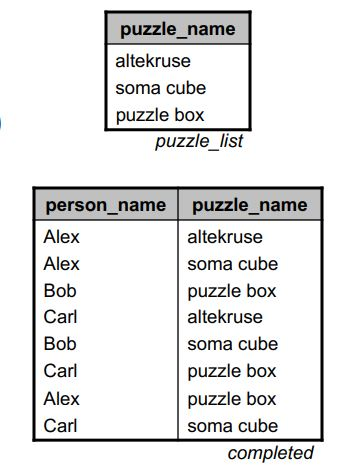 puzzle_name
altekruse
soma cube
puzzle box
puzzle_list
person_name puzzle_name
Alex altekruse
Alex soma cube
Bob puzzle box
Carl altekruse
Bob soma cube
Carl puzzle box
Alex puzzle box
Carl soma cube
completed